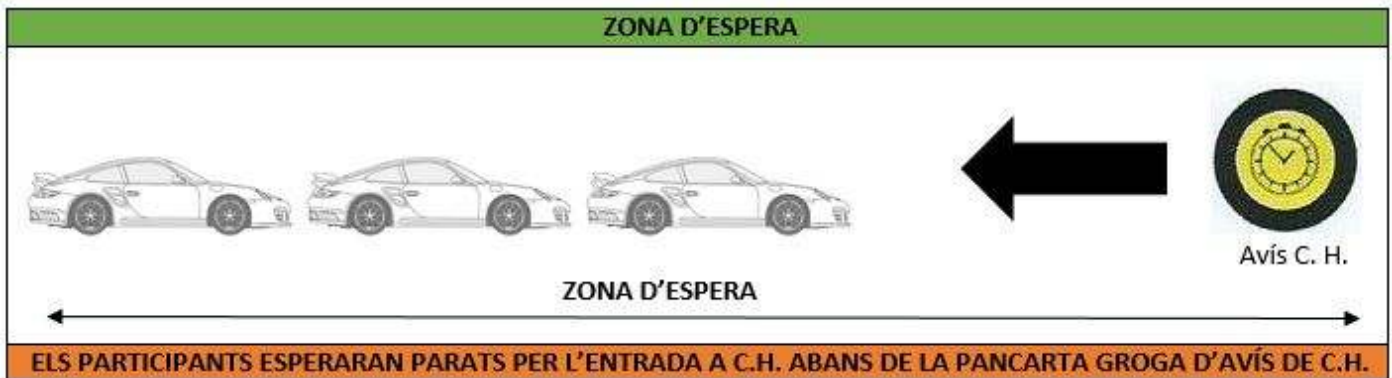 ZONA D'ESPERA
Avís C. H.
ZONA D'ESPERA
ELS PARTICIPANTS ESPERARAN PARATS PER L'ENTRADA A C.H. ABANS DE LA PANCARTA GROGA D'AVÍS DE C.H.